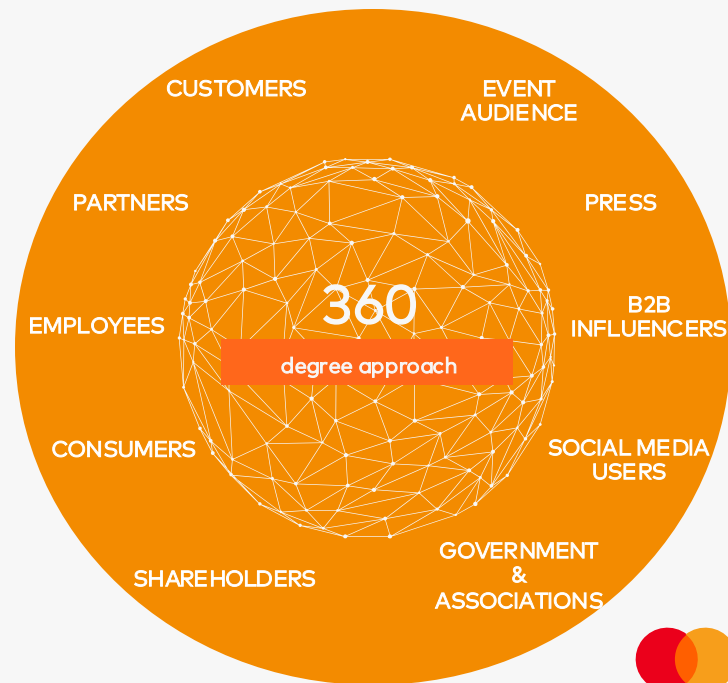 CUSTOMERS
EVENT
AUDIENCE
PARTNERS
PRESS
360
degree approach
EMPLOYEES
B2B
INFLUENCERS
CONSUMERS
SOCIAL MEDIA
USERS
SHAREHOLDERS
GOVERNMENT
&
ASSOCIATIONS